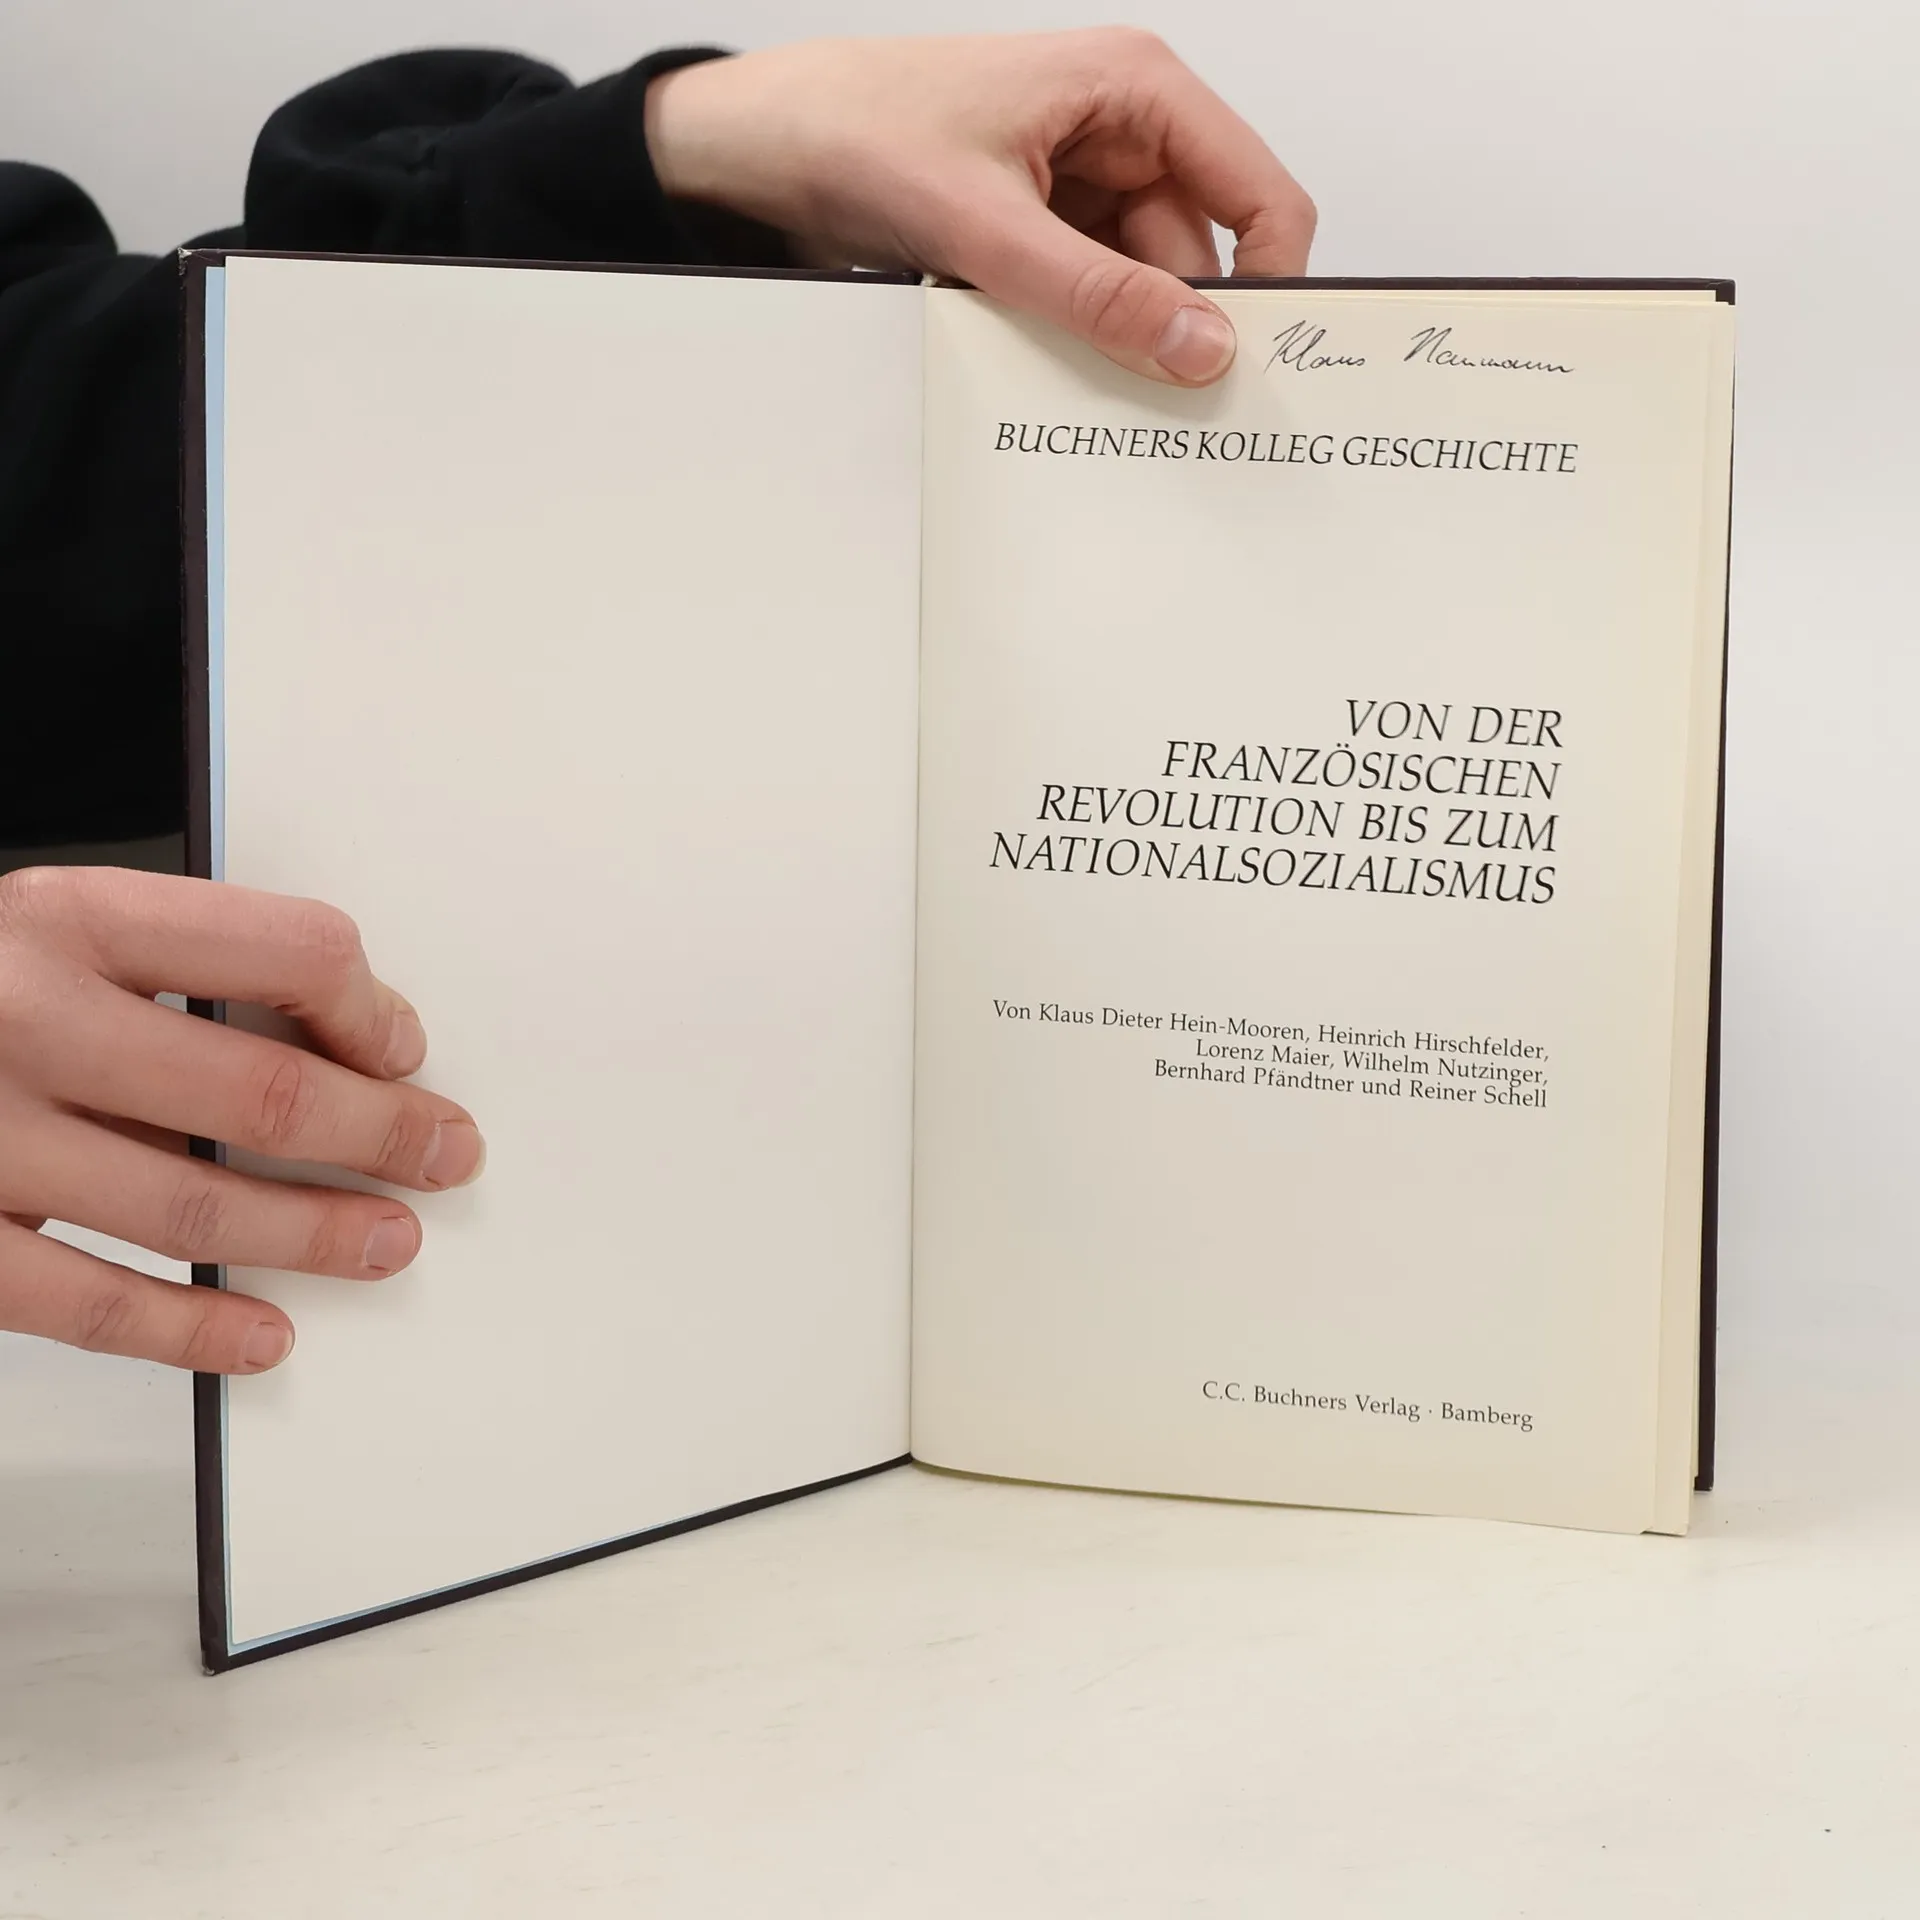 Klaus Naumann
BUCHNERS KOLLEG GESCHICHTE
VON DER
FRANZÖSISCHEN
REVOLUTION BIS ZUM
NATIONALSOZIALISMUS
Von Klaus Dieter Hein-Mooren, Heinrich Hirschfelder,
Lorenz Maier, Wilhelm Nutzinger,
Bernhard Pfändtner und Reiner Schell
C.C. Buchners Verlag · Bamberg